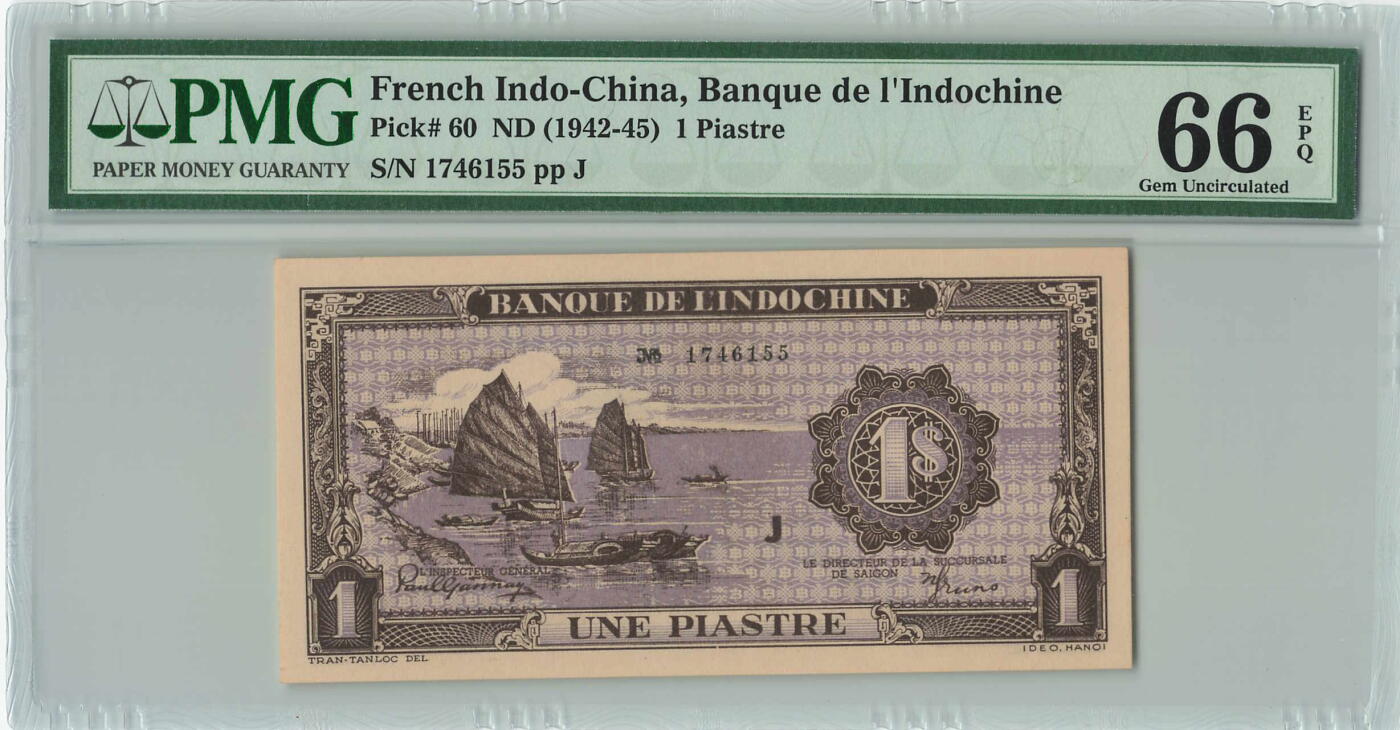 PMG
PAPER MONEY GUARANTY
French Indo-China, Banque de l'Indochine
Pick# 60 ND (1942-45) 1 Piastre
S/N 1746155 pp J
66
EPQ
Gem Uncirculated
BANQUE DE L'INDOCHINE
№ 1746155
1$
J
L'INSPECTEUR GÉNÉRAL
Paul Gannay
LE DIRECTEUR DE LA SUCCURSALE
DE SAIGON
1
UNE PIASTRE
1
TRAN-TANLOC DEL
IDEO, HANOI